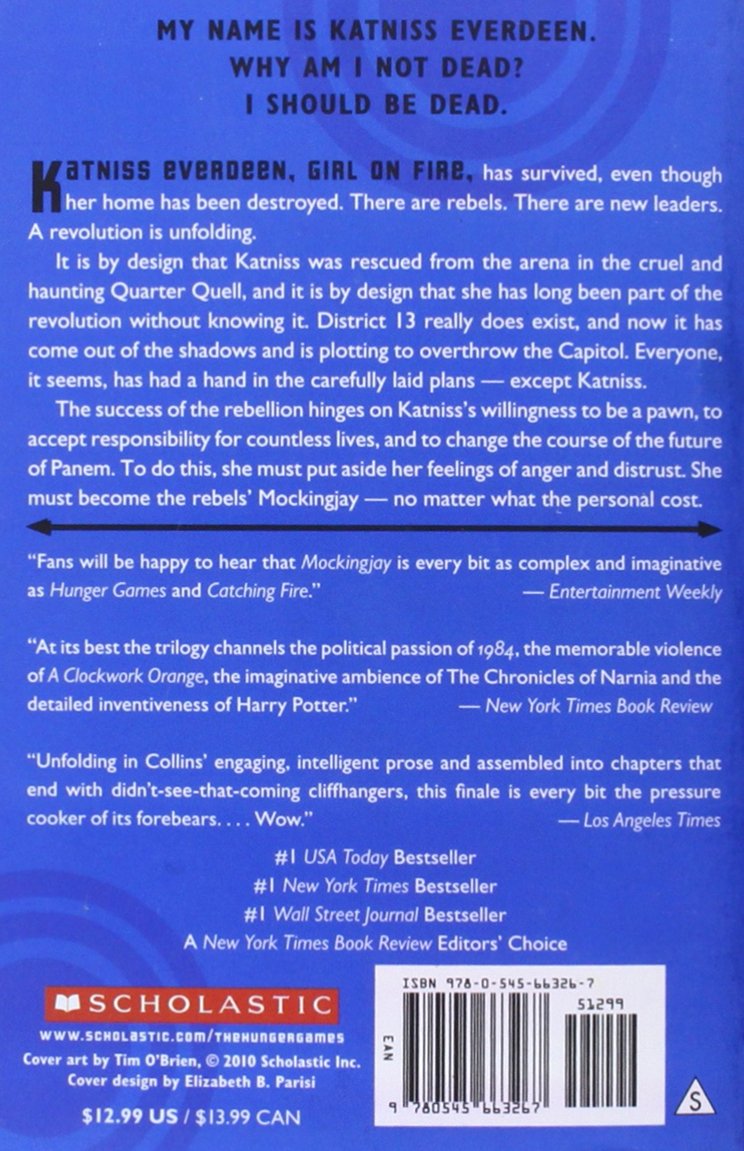 MY NAME IS KATNISS EVERDEEN.
WHY AM I NOT DEAD?
I SHOULD BE DEAD.
KATNISS EVERDEEN, GIRL ON FIRE, has survived, even though
her home has been destroyed. There are rebels. There are new leaders.
A revolution is unfolding.
It is by design that Katniss was rescued from the arena in the cruel and
haunting Quarter Quell, and it is by design that she has long been part of the
revolution without knowing it. District 13 really does exist, and now it has
come out of the shadows and is plotting to overthrow the Capitol. Everyone,
it seems, has had a hand in the carefully laid plans — except Katniss.
The success of the rebellion hinges on Katniss's willingness to be a pawn, to
accept responsibility for countless lives, and to change the course of the future
of Panem. To do this, she must put aside her feelings of anger and distrust. She
must become the rebels' Mockingjay — no matter what the personal cost.
“Fans will be happy to hear that Mockingjay is every bit as complex and imaginative
as Hunger Games and Catching Fire.” — Entertainment Weekly
“At its best the trilogy channels the political passion of 1984, the memorable violence
of A Clockwork Orange, the imaginative ambience of The Chronicles of Narnia and the
detailed inventiveness of Harry Potter.” — New York Times Book Review
“Unfolding in Collins’ engaging, intelligent prose and assembled into chapters that
end with didn’t-see-that-coming cliffhangers, this finale is every bit the pressure
cooker of its forebears. . . . Wow.” — Los Angeles Times
#1 USA Today Bestseller
#1 New York Times Bestseller
#1 Wall Street Journal Bestseller
A New York Times Book Review Editors’ Choice
SCHOLASTIC
WWW.SCHOLASTIC.COM/THEHUNGERGAMES
Cover art by Tim O’Brien, © 2010 Scholastic Inc.
Cover design by Elizabeth B. Parisi
$12.99 US / $13.99 CAN
ISBN 978-0-545-66326-7
51299
EAN
9 780545 663267
S